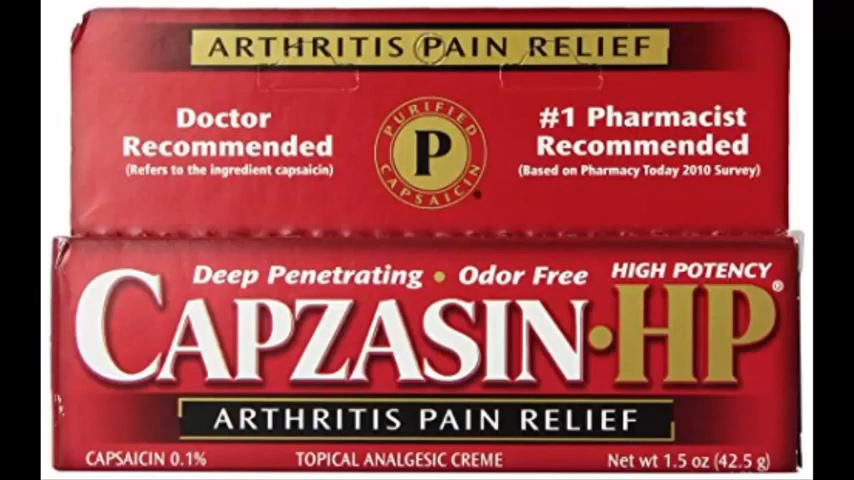 ARTHRITIS PAIN RELIEF
Doctor
Recommended
(Refers to the ingredient capsaicin)
PURIFIED
P
CAPSAICIN
#1 Pharmacist
Recommended
(Based on Pharmacy Today 2010 Survey)
Deep Penetrating • Odor Free
HIGH POTENCY
CAPZASIN•HP®
ARTHRITIS PAIN RELIEF
CAPSAICIN 0.1%
TOPICAL ANALGESIC CREME
Net wt 1.5 oz (42.5 g)